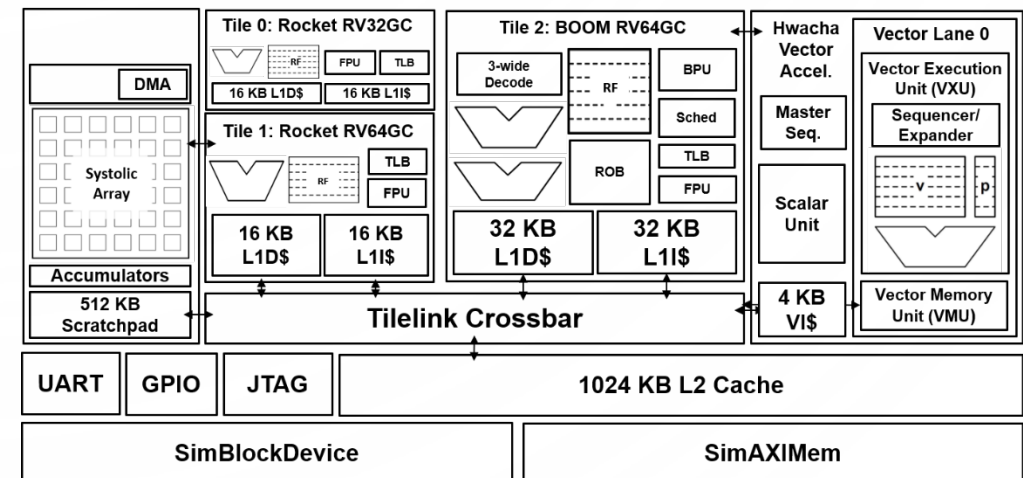 DMA
Systolic
Array
Accumulators
512 KB
Scratchpad
Tile 0: Rocket RV32GC
RF
FPU
TLB
16 KB L1D$
16 KB L1I$
Tile 1: Rocket RV64GC
RF
TLB
FPU
16 KB
L1D$
16 KB
L1I$
Tile 2: BOOM RV64GC
3-wide
Decode
RF
BPU
Sched
ROB
TLB
FPU
32 KB
L1D$
32 KB
L1I$
Hwacha
Vector
Accel.
Master
Seq.
Scalar
Unit
4 KB
VI$
Vector Lane 0
Vector Execution
Unit (VXU)
Sequencer/
Expander
v
p
Vector Memory
Unit (VMU)
Tilelink Crossbar
UART
GPIO
JTAG
1024 KB L2 Cache
SimBlockDevice
SimAXIMem